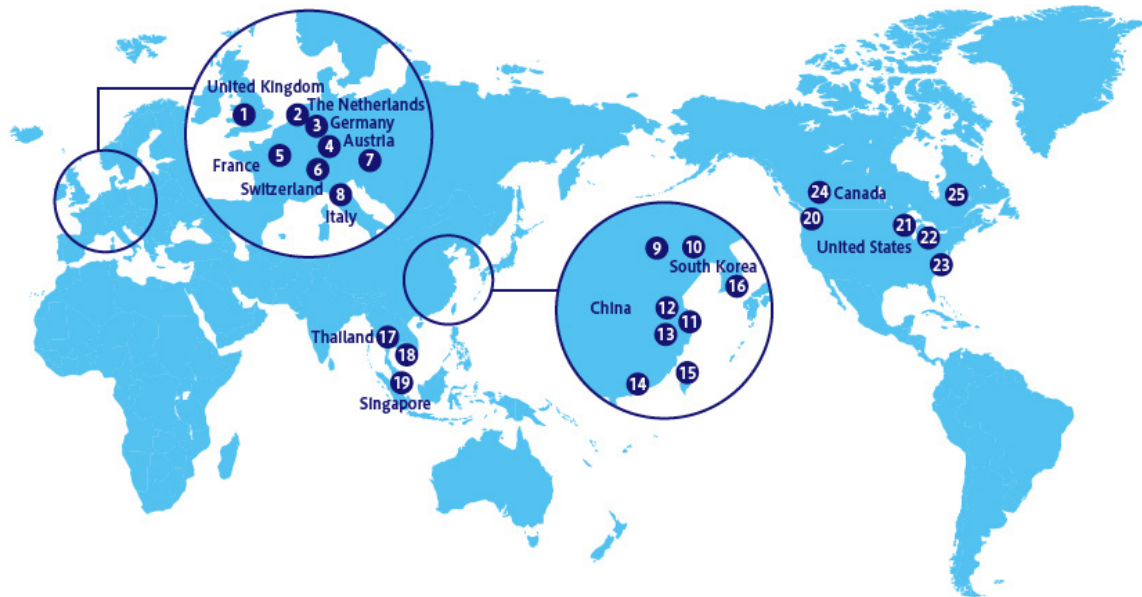 United Kingdom
1
2
The Netherlands
3
Germany
4
Austria
5
7
France
6
Switzerland
8
Italy
9
10
South Korea
16
China
12
11
13
15
14
Thailand
17
18
19
Singapore
24
Canada
25
20
21
United States
22
23